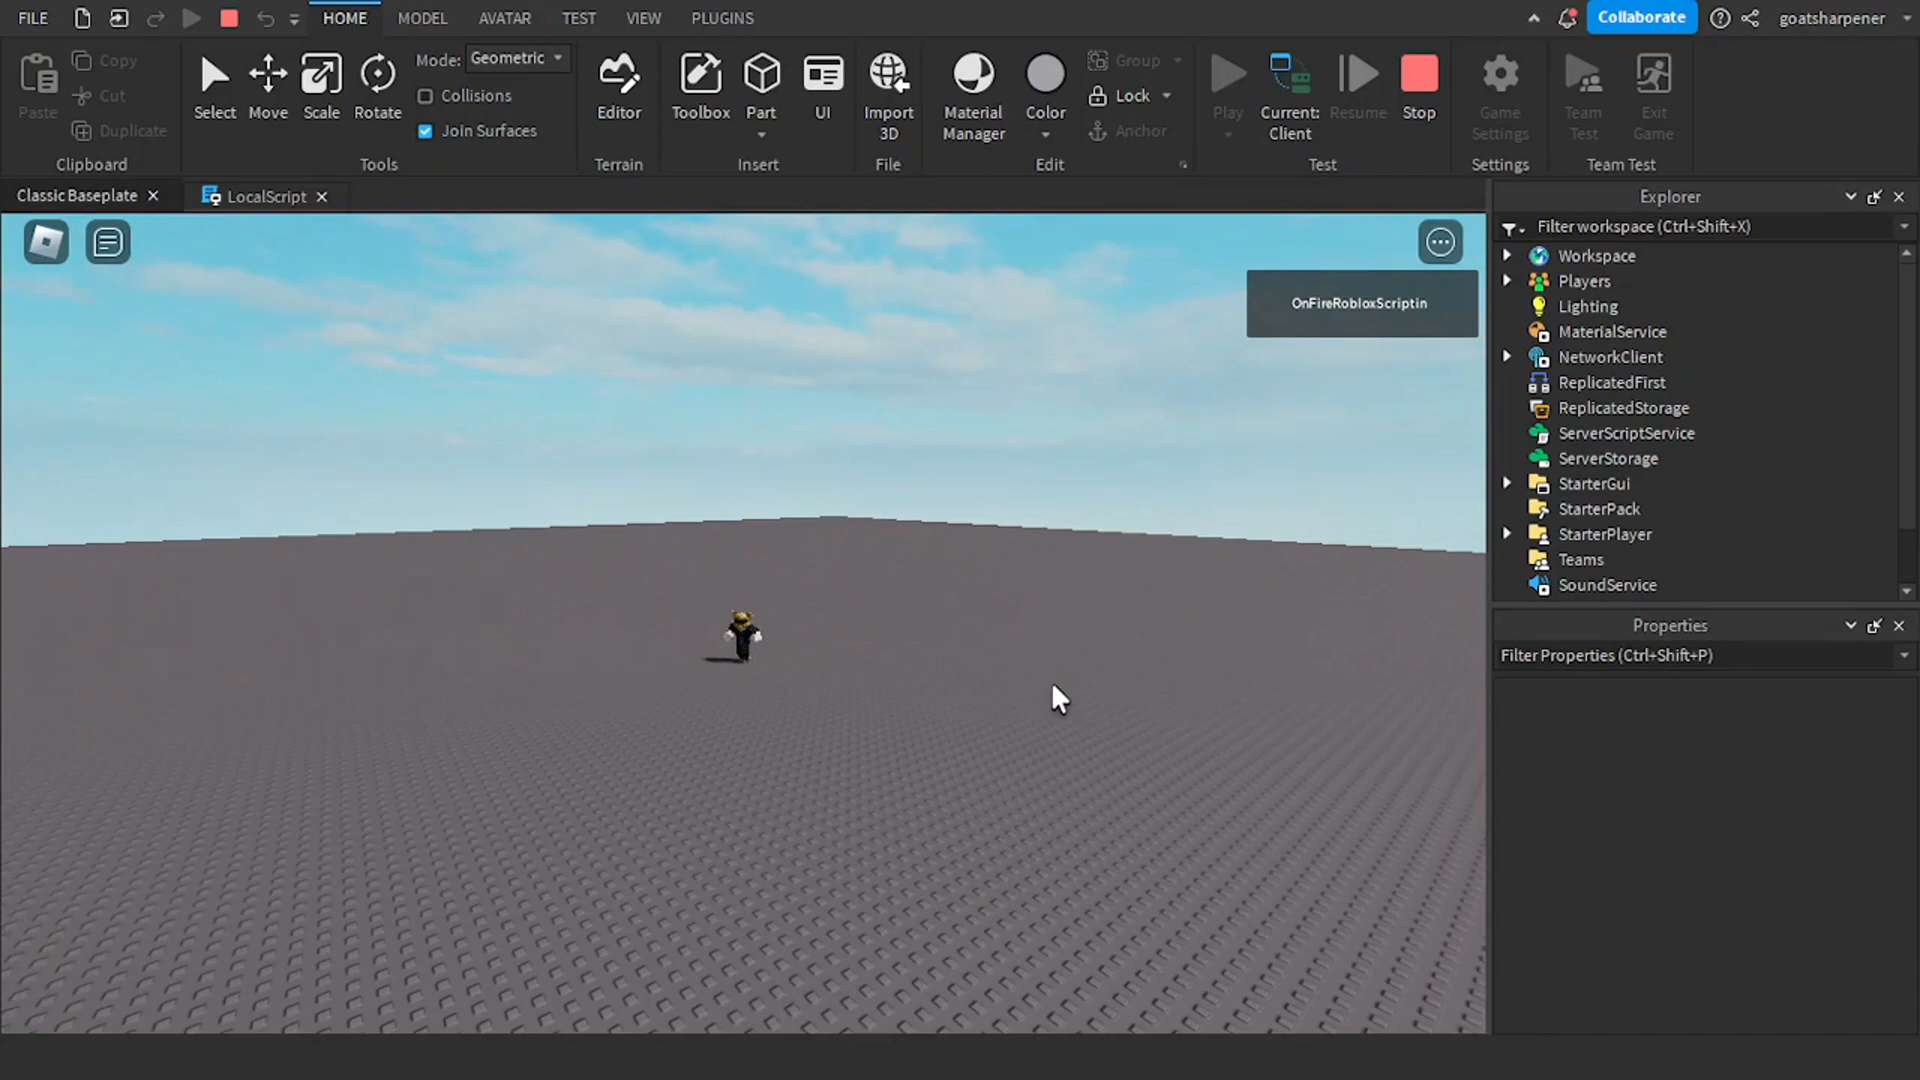 FILE HOME MODEL AVATAR TEST VIEW PLUGINS Collaborate goatsharpener
Paste Copy Cut Duplicate
Clipboard
Select Move Scale Rotate
Mode: Geometric
Collisions
Join Surfaces
Tools
Editor
Terrain
Toolbox Part UI
Insert
Import 3D
File
Material Manager Color
Group
Lock
Anchor
Edit
Play Current: Client Resume Stop
Test
Game Settings
Settings
Team Test Exit Game
Team Test
Classic Baseplate LocalScript
OnFireRobloxScriptin
Explorer
Filter workspace (Ctrl+Shift+X)
Workspace
Players
Lighting
MaterialService
NetworkClient
ReplicatedFirst
ReplicatedStorage
ServerScriptService
ServerStorage
StarterGui
StarterPack
StarterPlayer
Teams
SoundService
Properties
Filter Properties (Ctrl+Shift+P)